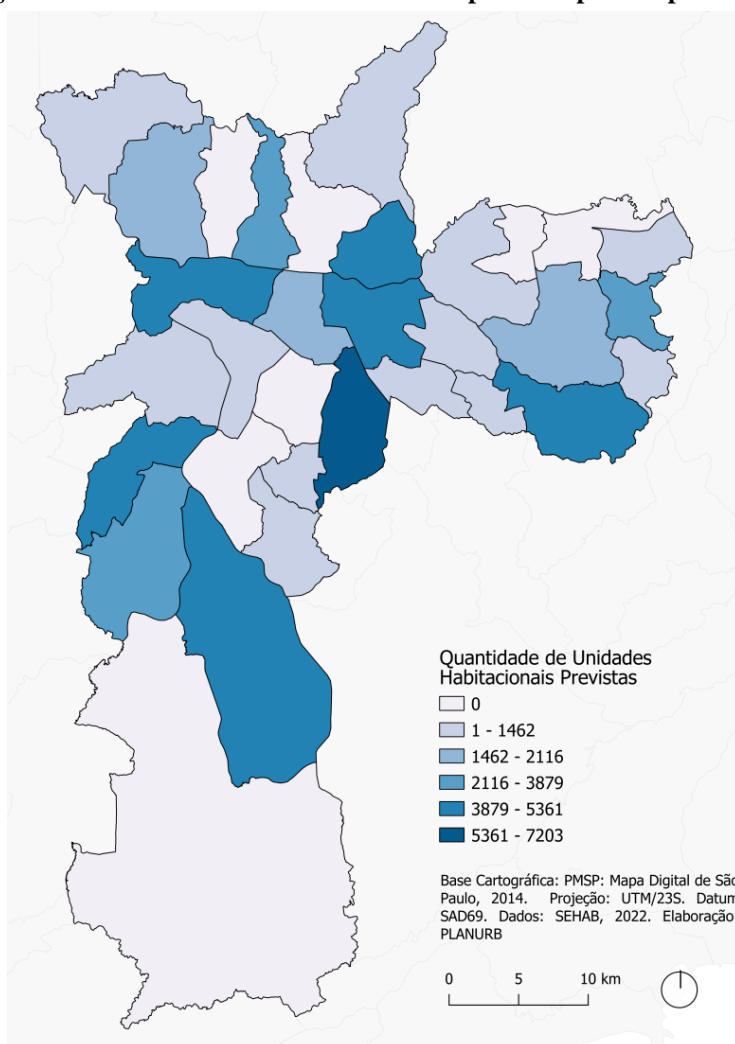 Quantidade de Unidades
Habitacionais Previstas
0
1 - 1462
1462 - 2116
2116 - 3879
3879 - 5361
5361 - 7203
Base Cartográfica: PMSP: Mapa Digital de São
Paulo, 2014. Projeção: UTM/23S. Datum
SAD69. Dados: SEHAB, 2022. Elaboração
PLANURB
0 5 10 km